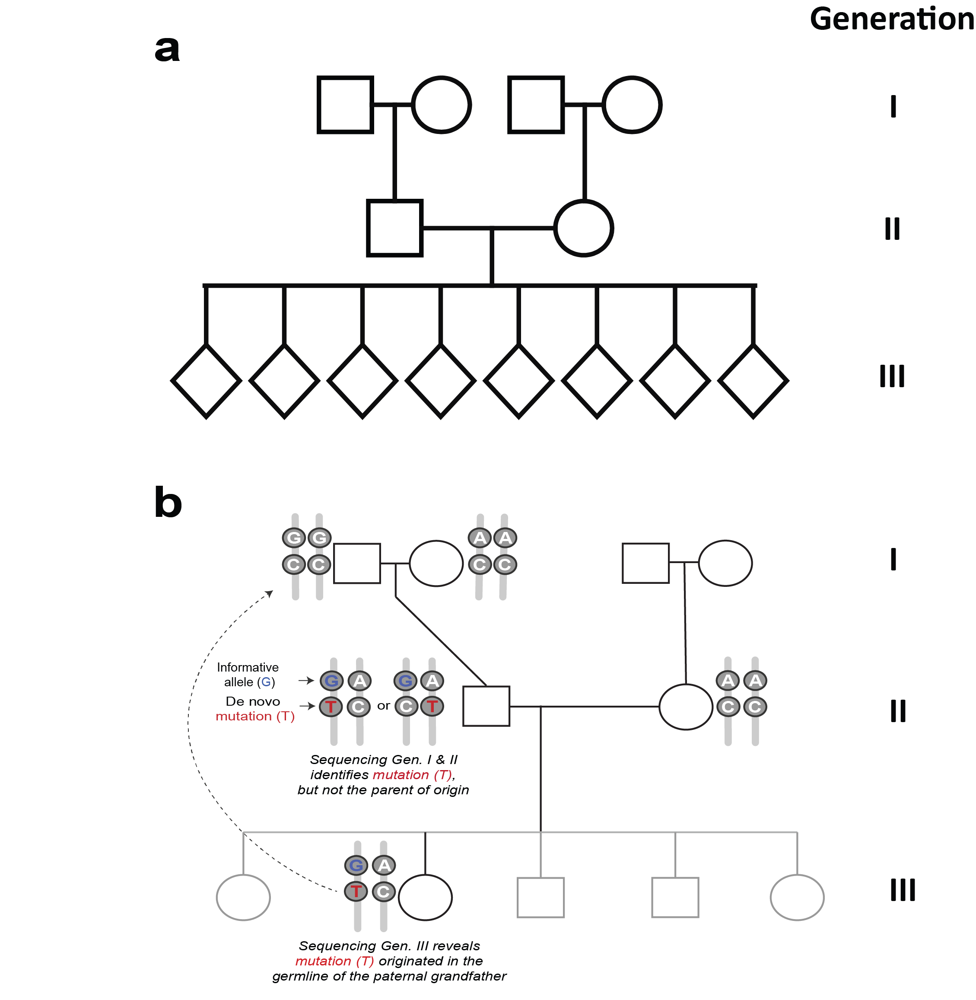 Generation
a
I
II
III
b
G G A A
C C C C
I
Informative
allele (G)
G A G A A A
De novo
mutation (T)
T C or C T C C
II
Sequencing Gen. I & II
identifies mutation (T),
but not the parent of origin
G A
T C
III
Sequencing Gen. III reveals
mutation (T) originated in the
germline of the paternal grandfather